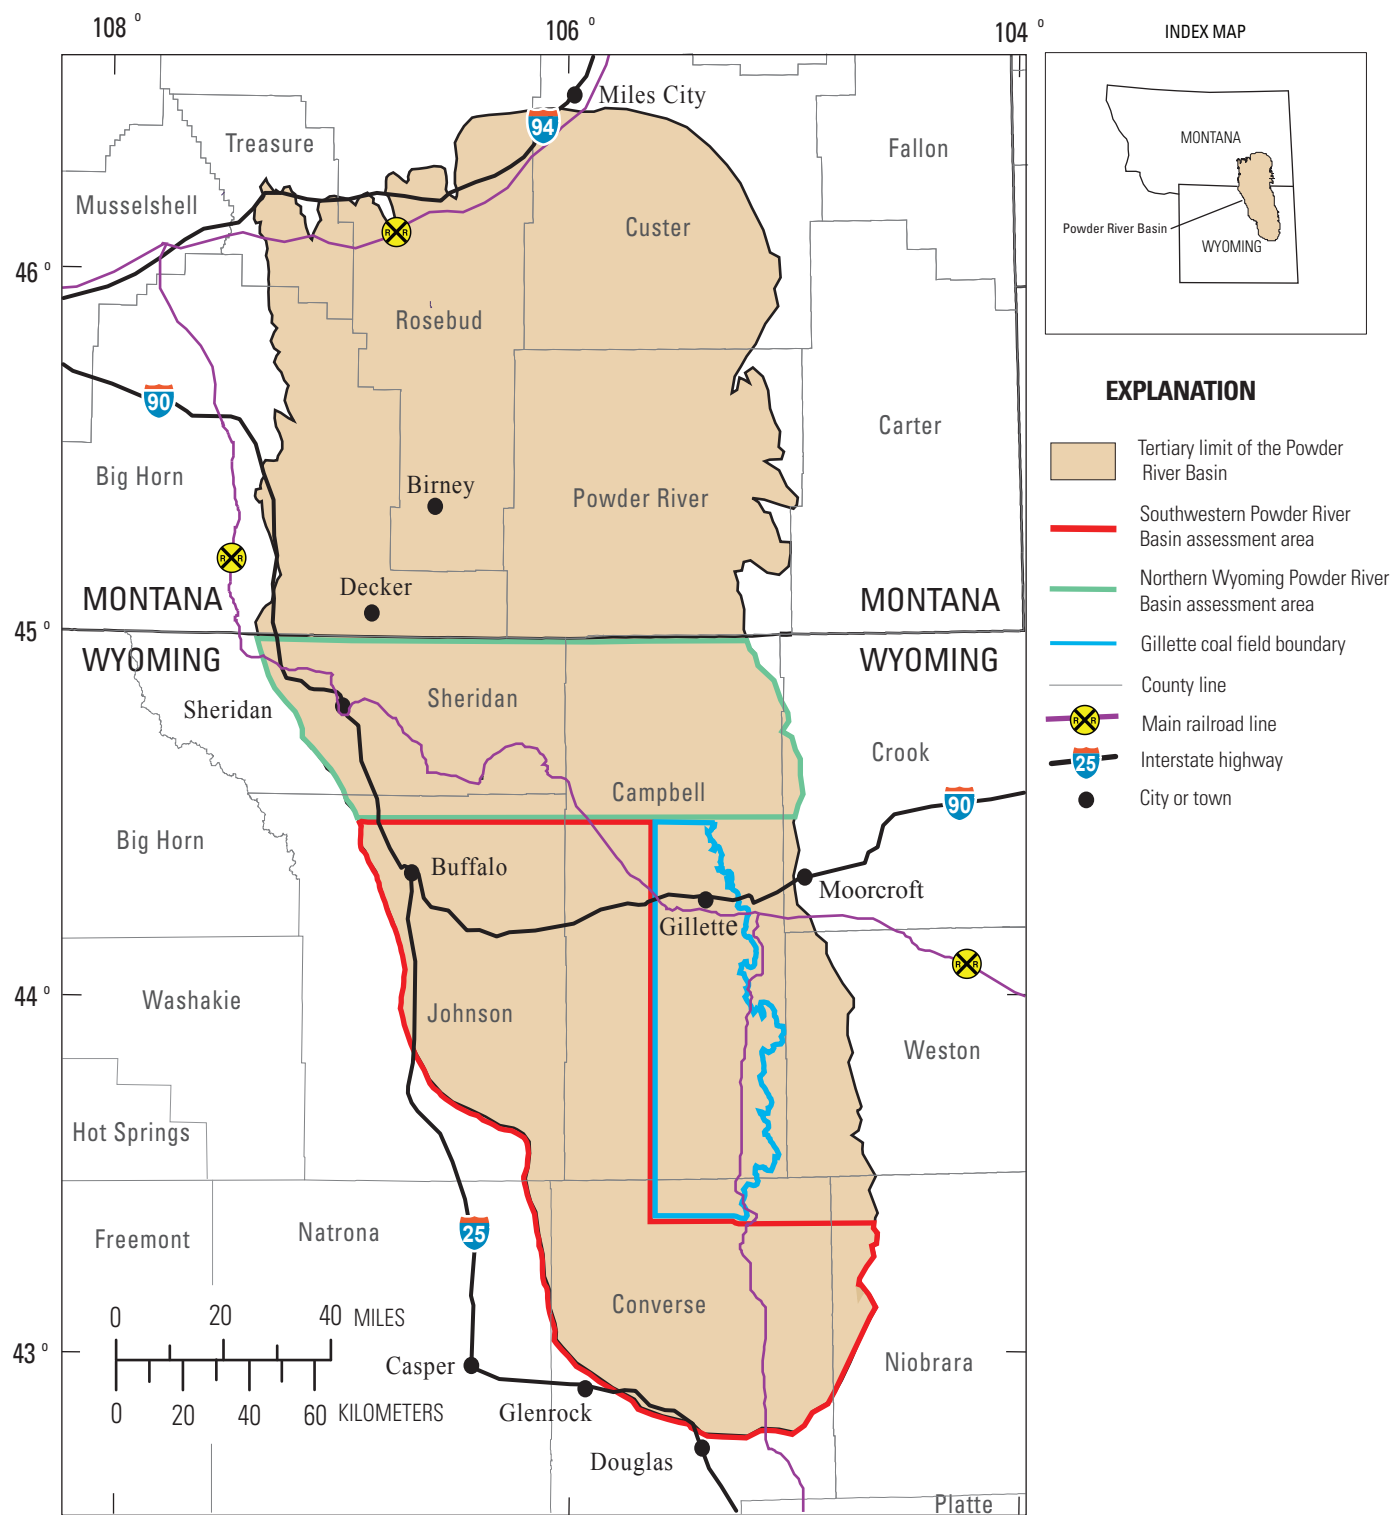 108 °
106 °
104 °
INDEX MAP
Miles City
94
Treasure
Fallon
MONTANA
Musselshell
Custer
Powder River Basin
WYOMING
46 °
Rosebud
R R
90
EXPLANATION
Carter
Tertiary limit of the Powder
River Basin
Big Horn
Birney
Powder River
Southwestern Powder River
Basin assessment area
R R
Decker
Northern Wyoming Powder River
Basin assessment area
MONTANA
MONTANA
45 °
WYOMING
WYOMING
Gillette coal field boundary
County line
Sheridan
Sheridan
R R
Main railroad line
Crook
25
Interstate highway
Campbell
90
City or town
Big Horn
Buffalo
Moorcroft
Gillette
R R
44 °
Washakie
Johnson
Weston
Hot Springs
Freemont
Natrona
25
Converse
0 20 40 MILES
43 °
Casper
Niobrara
0 20 40 60 KILOMETERS
Glenrock
Douglas
Platte